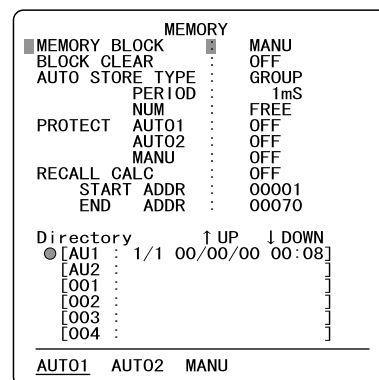 MEMORY
MEMORY BLOCK : MANU
BLOCK CLEAR : OFF
AUTO STORE TYPE : GROUP
PERIOD : 1mS
NUM : FREE
PROTECT AUTO1 : OFF
AUTO2 : OFF
MANU : OFF
RECALL CALC : OFF
START ADDR : 00001
END ADDR : 00070
Directory ↑UP ↓DOWN
[AU1 : 1/1 00/00/00 00:08]
[AU2 : ]
[001 : ]
[002 : ]
[003 : ]
[004 : ]
AUTO1 AUTO2 MANU